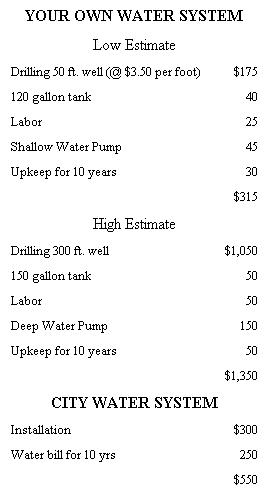 YOUR OWN WATER SYSTEM
Low Estimate
Drilling 50 ft. well (@ $3.50 per foot) $175
120 gallon tank 40
Labor 25
Shallow Water Pump 45
Upkeep for 10 years 30
$315
High Estimate
Drilling 300 ft. well $1,050
150 gallon tank 50
Labor 50
Deep Water Pump 150
Upkeep for 10 years 50
$1,350
CITY WATER SYSTEM
Installation $300
Water bill for 10 yrs 250
$550